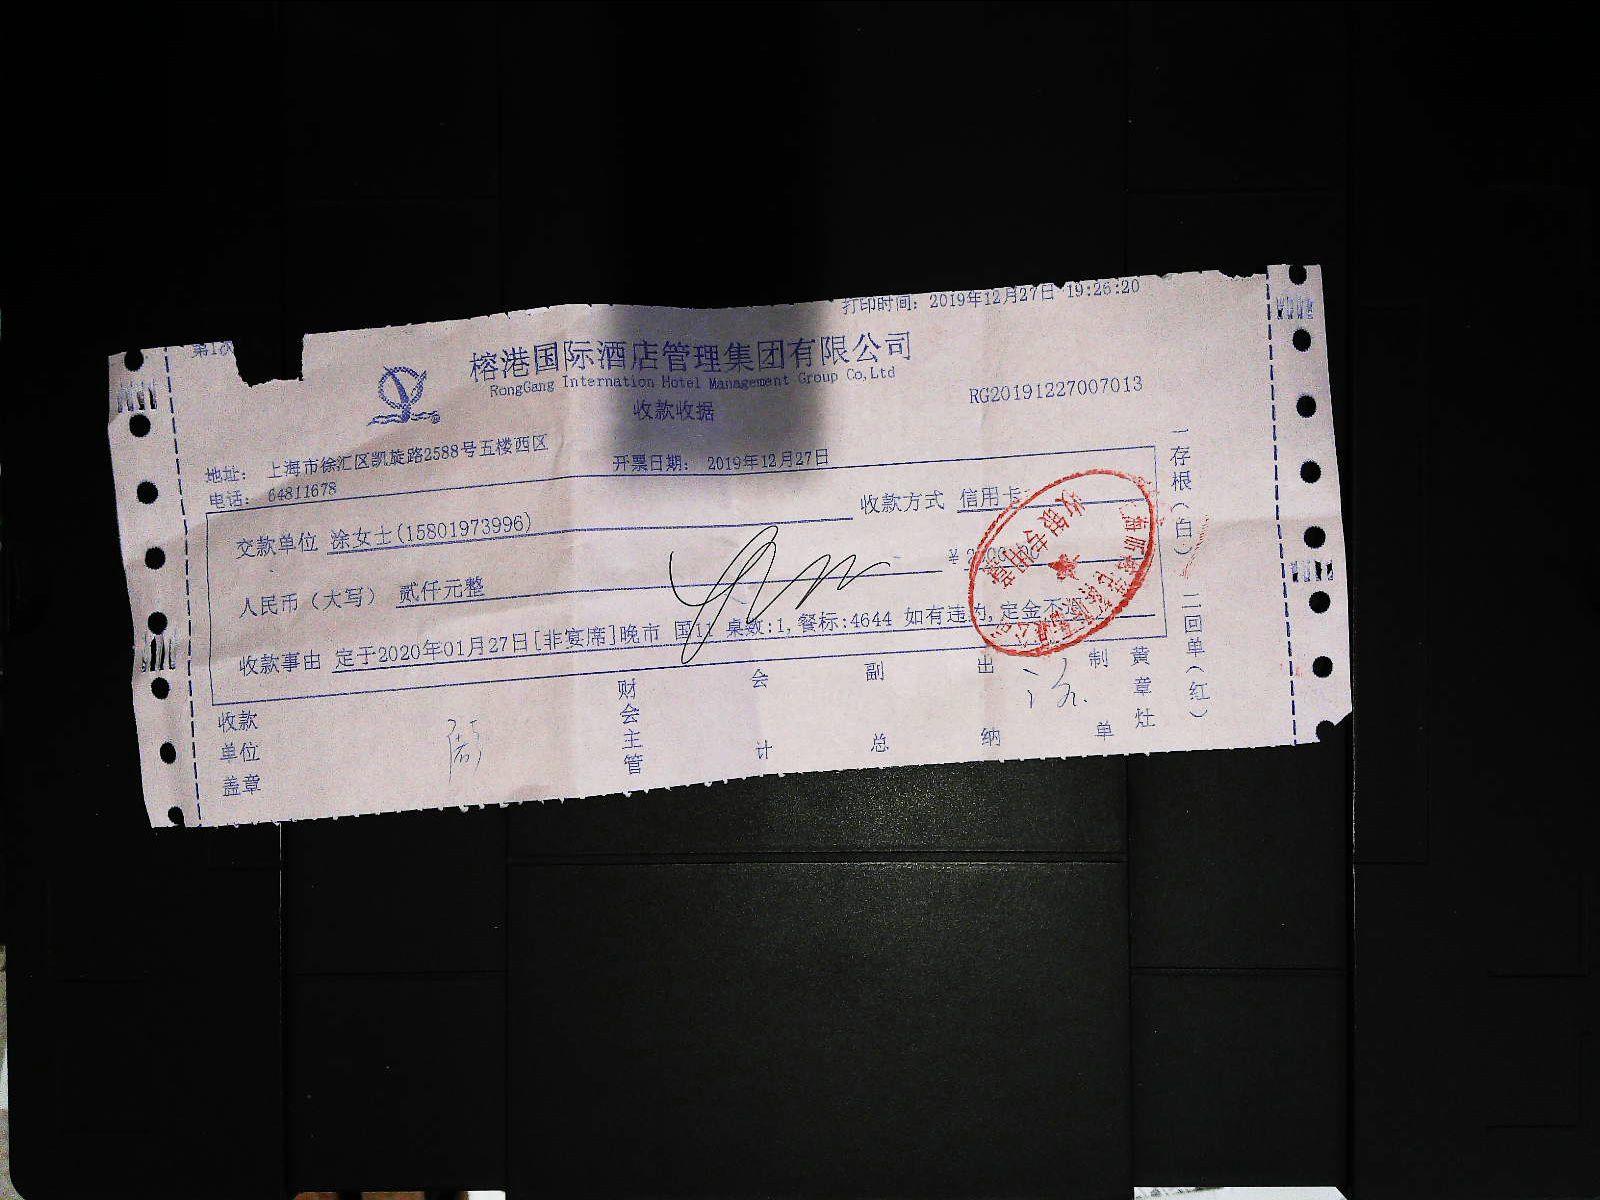 第1次
打印时间: 2019年12月27日 19:26:20
榕港国际酒店管理集团有限公司
RongGang Internation Hotel Management Group Co,Ltd
收款收据
RG20191227007013
地址: 上海市徐汇区凯旋路2588号五楼西区
电话: 64811678
开票日期: 2019年12月27日
交款单位 涂女士(15801973996)
收款方式 信用卡
人民币（大写） 贰仟元整
收款事由 定于2020年01月27日[非宴席]晚市 国11 桌数:1,餐标:4644 如有违约,定金不退
收款单位盖章
财会主管
会计
副总
出纳
制单
黄章灶
一存根(白)
二回单(红)
收银专用章